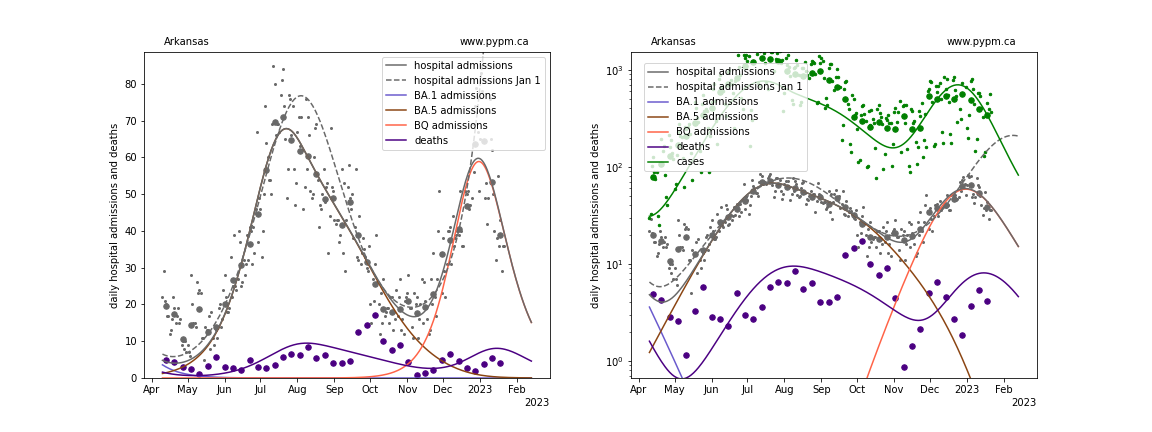 Arkansas www.pypm.ca
daily hospital admissions and deaths
80
70
60
50
40
30
20
10
0
hospital admissions
hospital admissions Jan 1
BA.1 admissions
BA.5 admissions
BQ admissions
deaths
Apr May Jun Jul Aug Sep Oct Nov Dec 2023 Feb
2023
Arkansas www.pypm.ca
daily hospital admissions and deaths
10³
10²
10¹
10⁰
hospital admissions
hospital admissions Jan 1
BA.1 admissions
BA.5 admissions
BQ admissions
deaths
cases
Apr May Jun Jul Aug Sep Oct Nov Dec 2023 Feb
2023